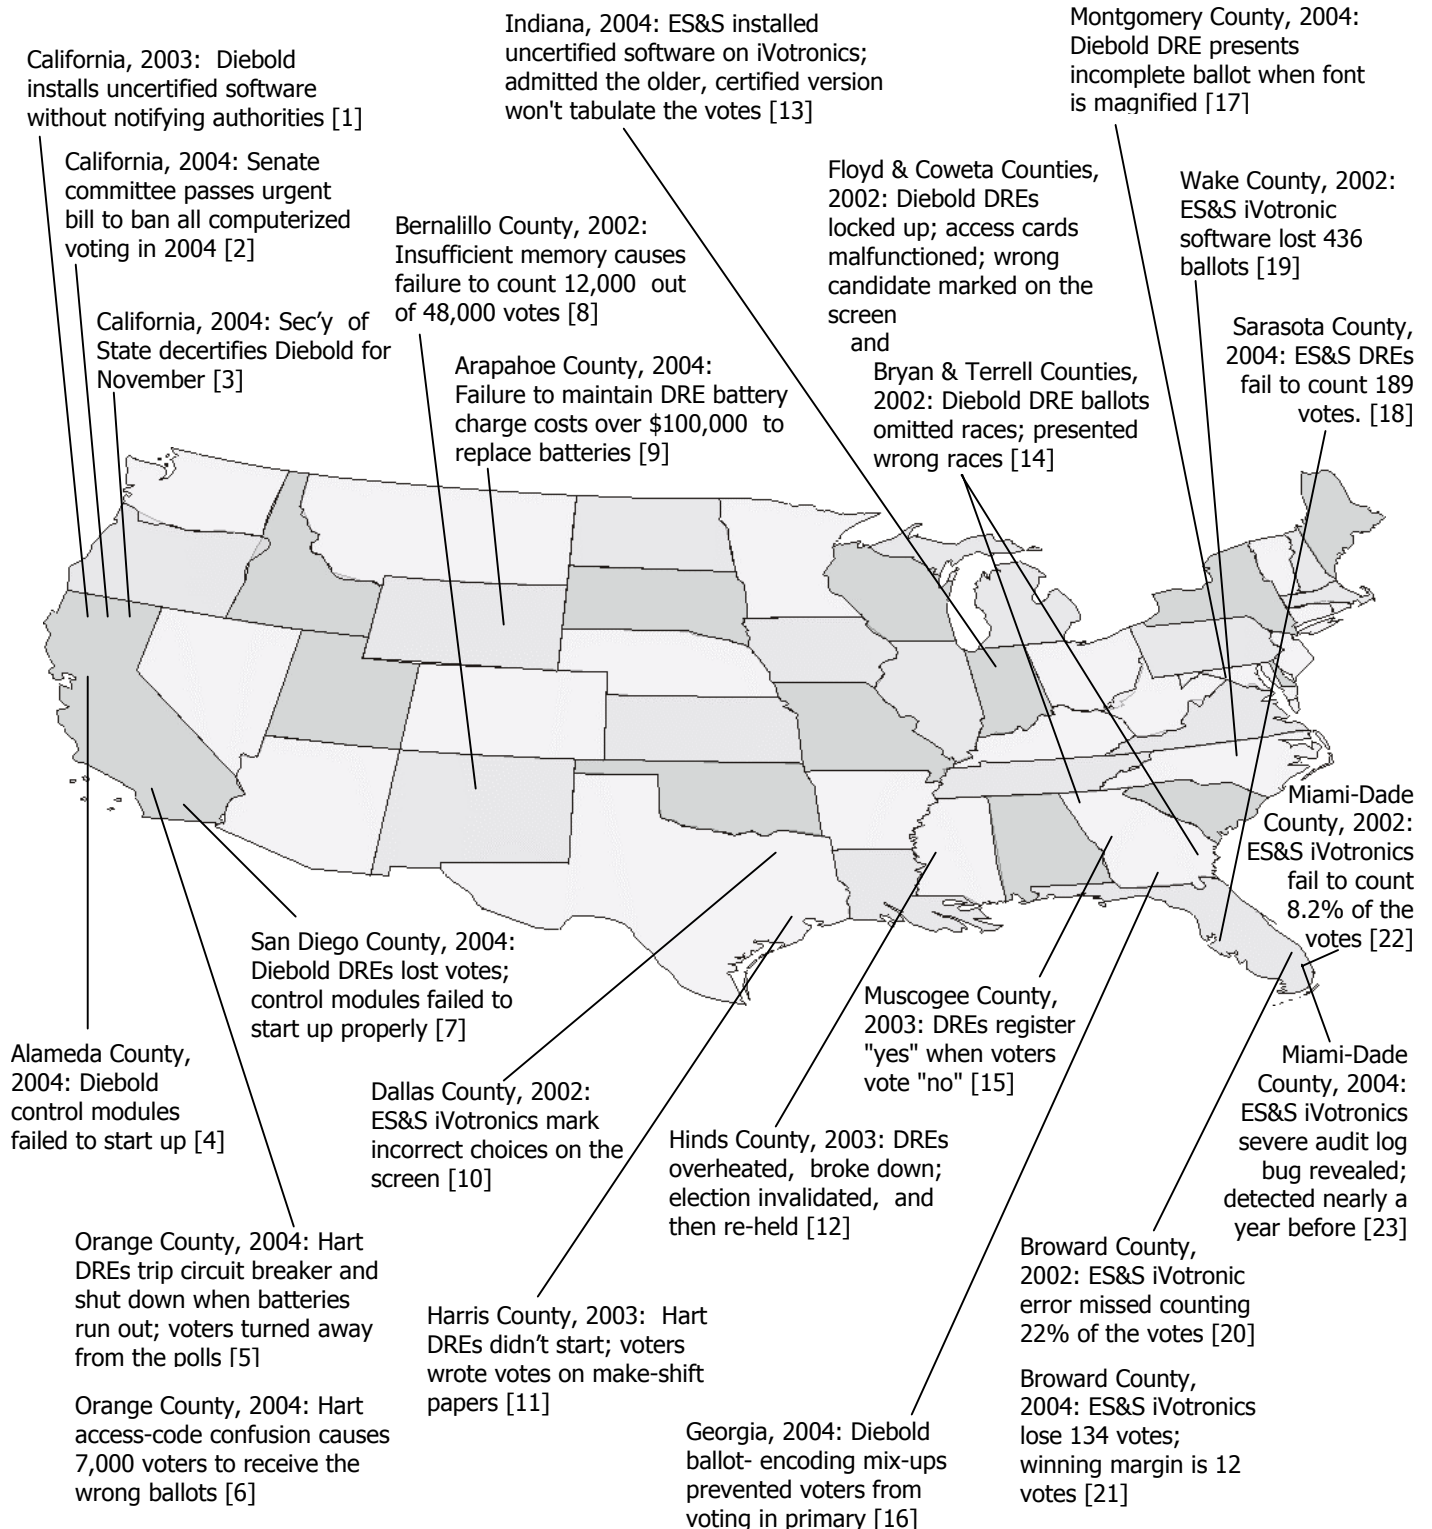 California, 2003:  Diebold
installs uncertified software
without notifying authorities [1]
California, 2004: Senate
committee passes urgent
bill to ban all computerized
voting in 2004 [2]
California, 2004: Sec’y  of
State decertifies Diebold for
November [3]
Indiana, 2004: ES&S installed
uncertified software on iVotronics;
admitted the older, certified version
won't tabulate the votes [13]
Bernalillo County, 2002:
Insufficient memory causes
failure to count 12,000  out
of 48,000 votes [8]
Arapahoe County, 2004:
Failure to maintain DRE battery
charge costs over $100,000  to
replace batteries [9]
Montgomery County, 2004:
Diebold DRE presents
incomplete ballot when font
is magnified [17]
Floyd & Coweta Counties,
2002: Diebold DREs
locked up; access cards
malfunctioned; wrong
candidate marked on the
screen
and
Bryan & Terrell Counties,
2002: Diebold DRE ballots
omitted races; presented
wrong races [14]
Wake County, 2002:
ES&S iVotronic
software lost 436
ballots [19]
Sarasota County,
2004: ES&S DREs
fail to count 189
votes. [18]
Miami-Dade
County, 2002:
ES&S iVotronics
fail to count
8.2% of the
votes [22]
San Diego County, 2004:
Diebold DREs lost votes;
control modules failed to
start up properly [7]
Alameda County,
2004: Diebold
control modules
failed to start up [4]
Dallas County, 2002:
ES&S iVotronics mark
incorrect choices on the
screen [10]
Muscogee County,
2003: DREs register
"yes" when voters
vote "no" [15]
Hinds County, 2003: DREs
overheated,  broke down;
election invalidated,  and
then re-held [12]
Miami-Dade
County, 2004:
ES&S iVotronics
severe audit log
bug revealed;
detected nearly a
year before [23]
Orange County, 2004: Hart
DREs trip circuit breaker and
shut down when batteries
run out; voters turned away
from the polls [5]
Orange County, 2004: Hart
access-code confusion causes
7,000 voters to receive the
wrong ballots [6]
Harris County, 2003:  Hart
DREs didn’t start; voters
wrote votes on make-shift
papers [11]
Broward County,
2002: ES&S iVotronic
error missed counting
22% of the votes [20]
Broward County,
2004: ES&S iVotronics
lose 134 votes;
winning margin is 12
votes [21]
Georgia, 2004: Diebold
ballot- encoding mix-ups
prevented voters from
voting in primary [16]